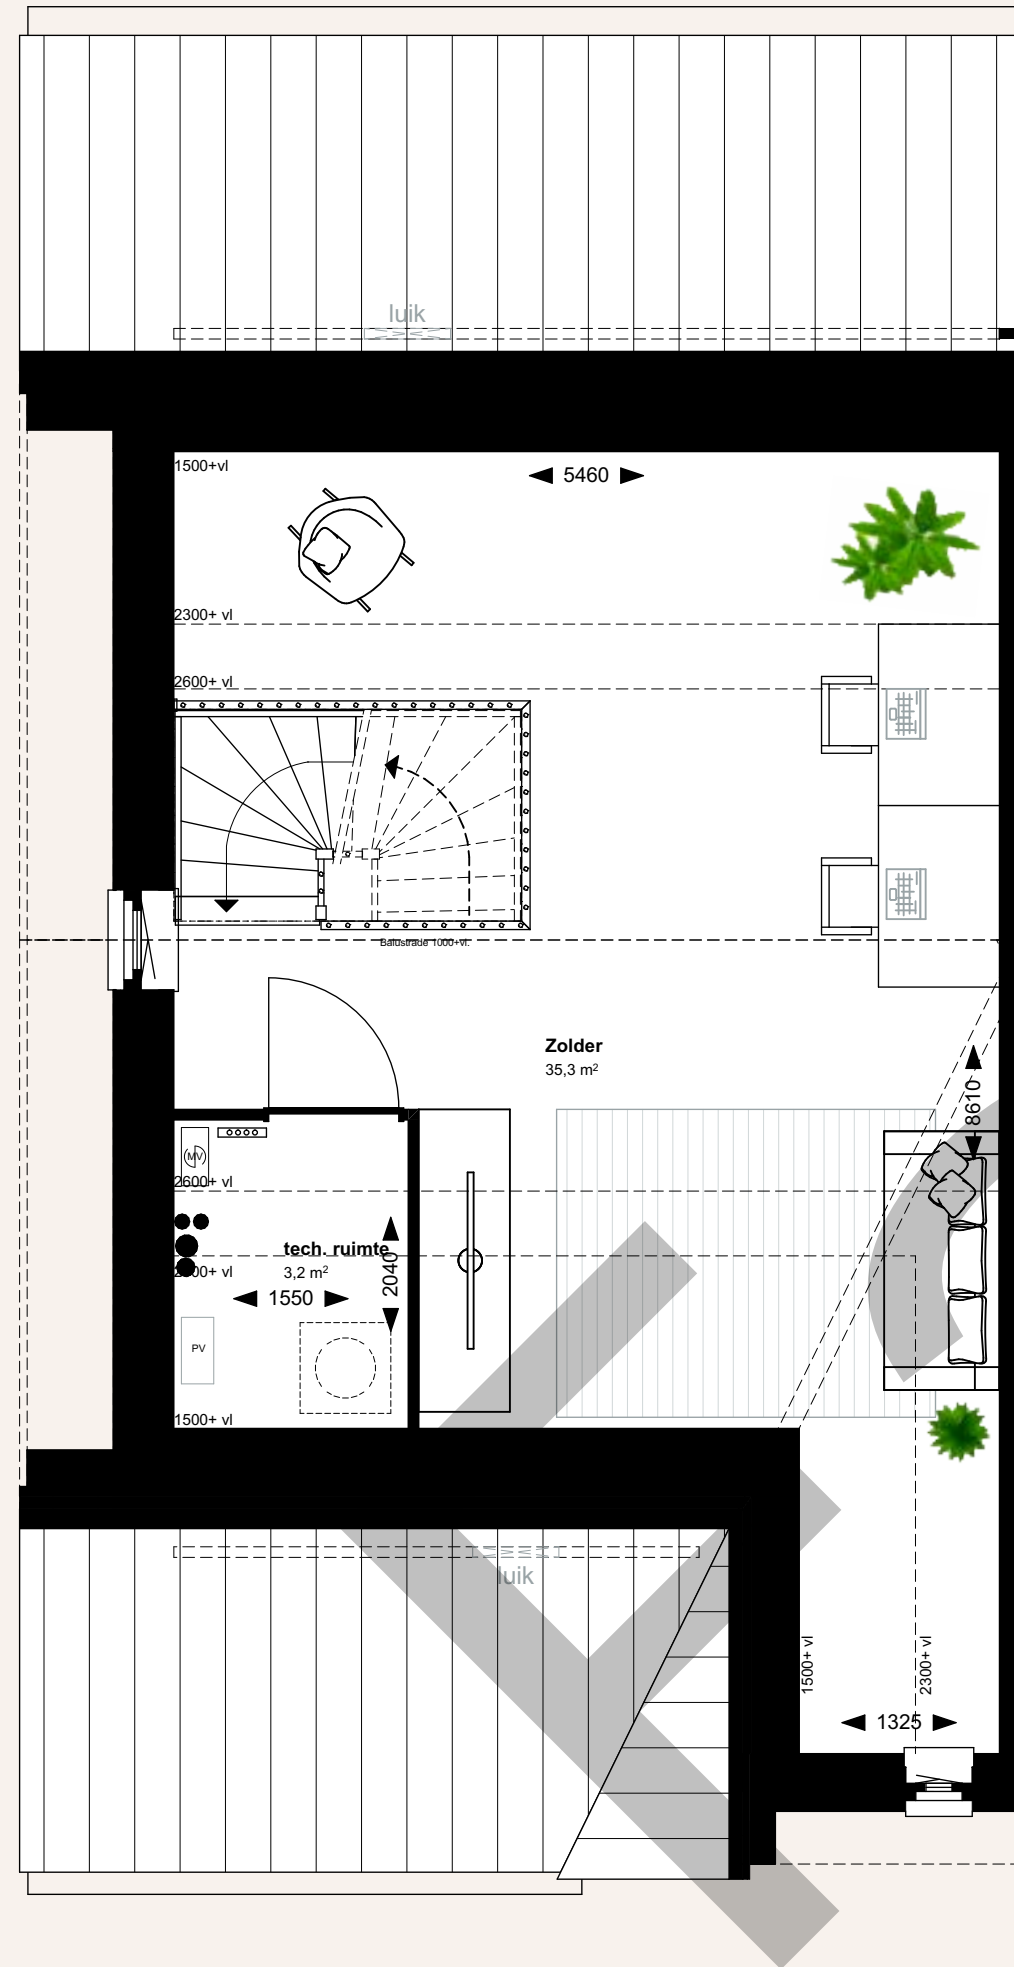 luik
1500+vl
5460
2300+ vl
2600+ vl
Balustrade 1000+vl.
Zolder
35,3 m²
8610
MV
2600+ vl
tech. ruimte
3,2 m²
2040
1550
PV
1500+ vl
luik
1500+ vl
2300+ vl
1325